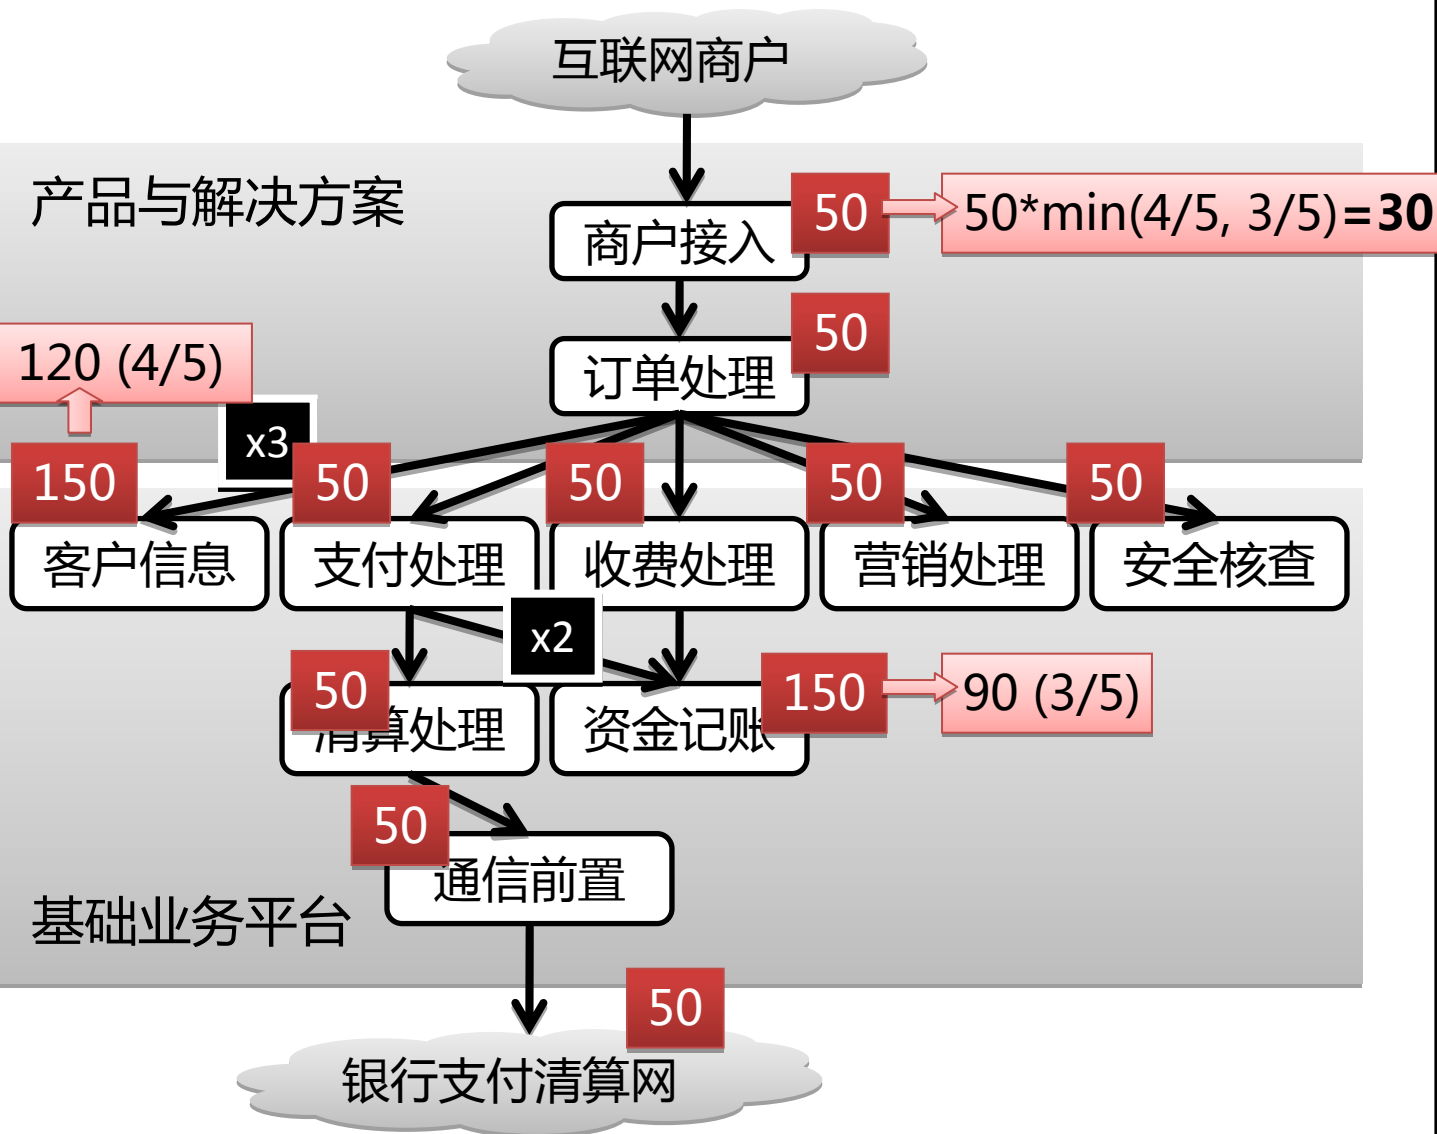 互联网商户
产品与解决方案
50
50*min(4/5, 3/5)=30
商户接入
50
120 (4/5)
订单处理
x3
150
50
50
50
50
客户信息
支付处理
收费处理
营销处理
安全核查
x2
50
150
90 (3/5)
清算处理
资金记账
50
通信前置
基础业务平台
50
银行支付清算网